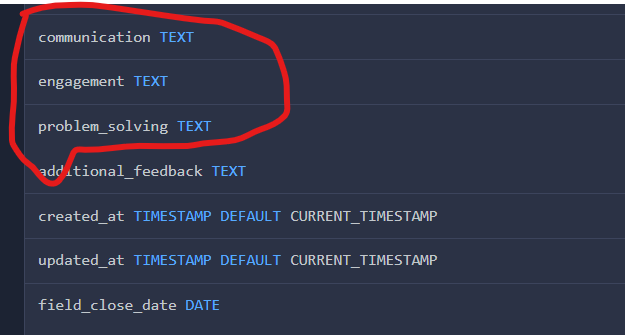 communication TEXT
engagement TEXT
problem_solving TEXT
additional_feedback TEXT
created_at TIMESTAMP DEFAULT CURRENT_TIMESTAMP
updated_at TIMESTAMP DEFAULT CURRENT_TIMESTAMP
field_close_date DATE